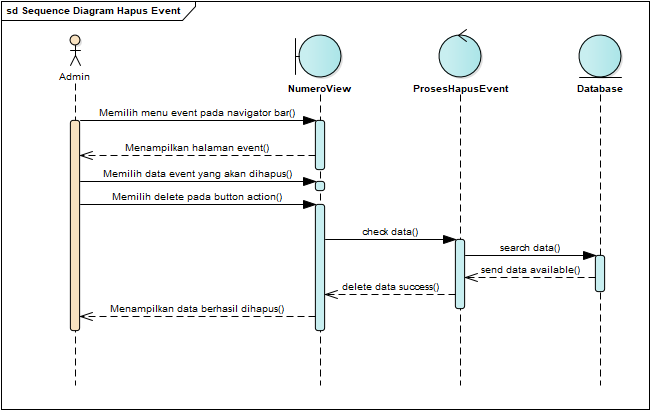 sd Sequence Diagram Hapus Event
Admin
NumeroView
ProsesHapusEvent
Database
Memilih menu event pada navigator bar()
Menampilkan halaman event()
Memilih data event yang akan dihapus()
Memilih delete pada button action()
check data()
search data()
send data available()
delete data success()
Menampilkan data berhasil dihapus()